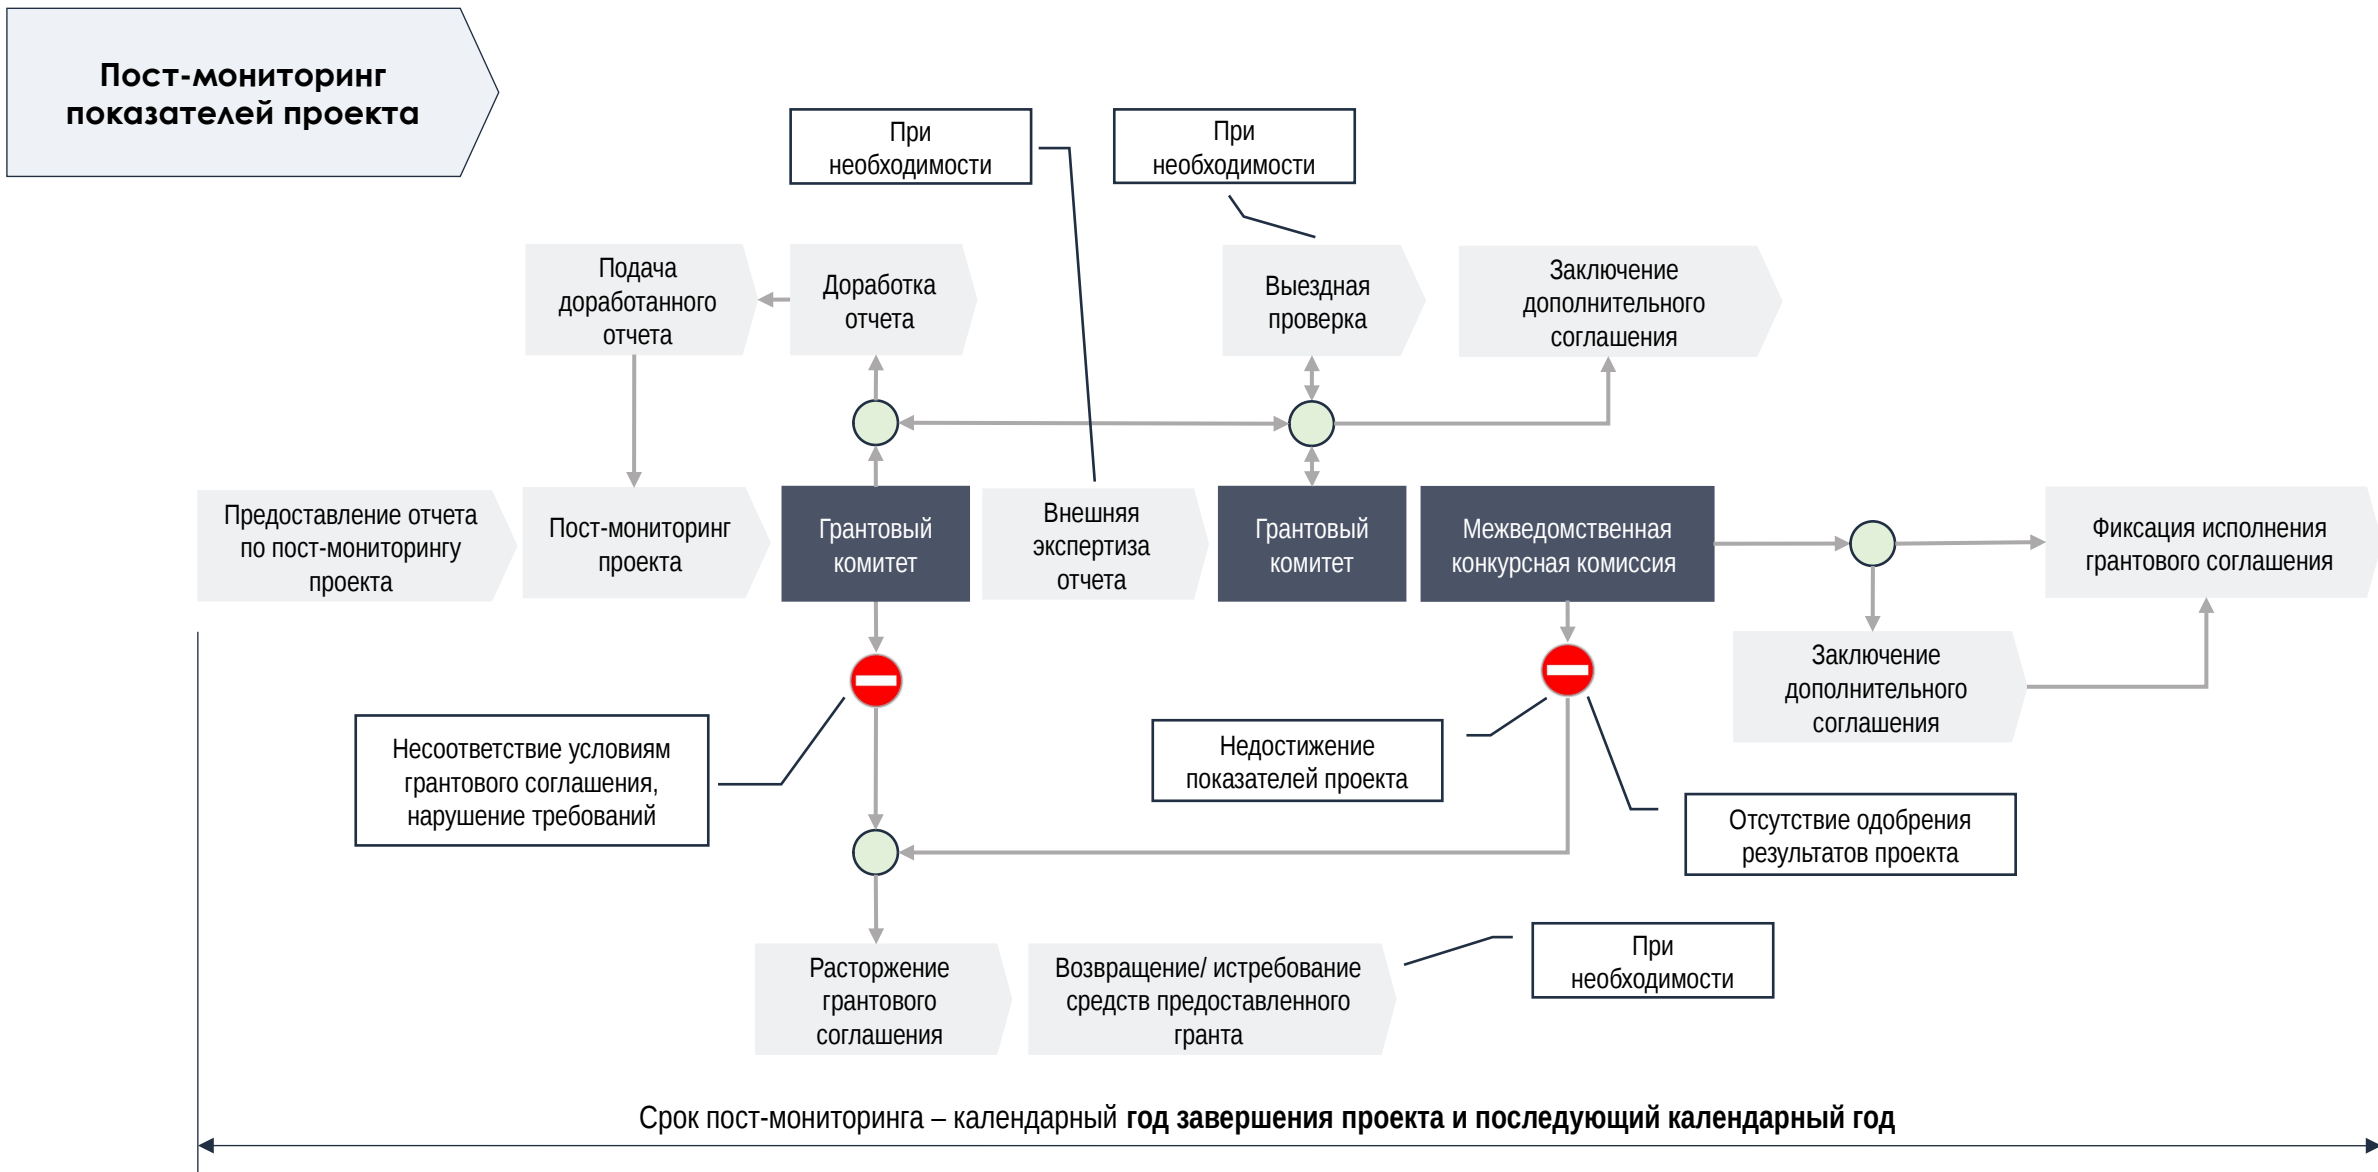 Пост-мониторинг
показателей проекта
При
необходимости
При
необходимости
Подача
доработанного
отчета
Доработка
отчета
Выездная
проверка
Заключение
дополнительного
соглашения
Предоставление отчета
по пост-мониторингу
проекта
Пост-мониторинг
проекта
Грантовый
комитет
Внешняя
экспертиза
отчета
Грантовый
комитет
Межведомственная
конкурсная комиссия
Фиксация исполнения
грантового соглашения
Заключение
дополнительного
соглашения
Несоответствие условиям
грантового соглашения,
нарушение требований
Недостижение
показателей проекта
Отсутствие одобрения
результатов проекта
Расторжение
грантового
соглашения
Возвращение/ истребование
средств предоставленного
гранта
При
необходимости
Срок пост-мониторинга – календарный год завершения проекта и последующий календарный год